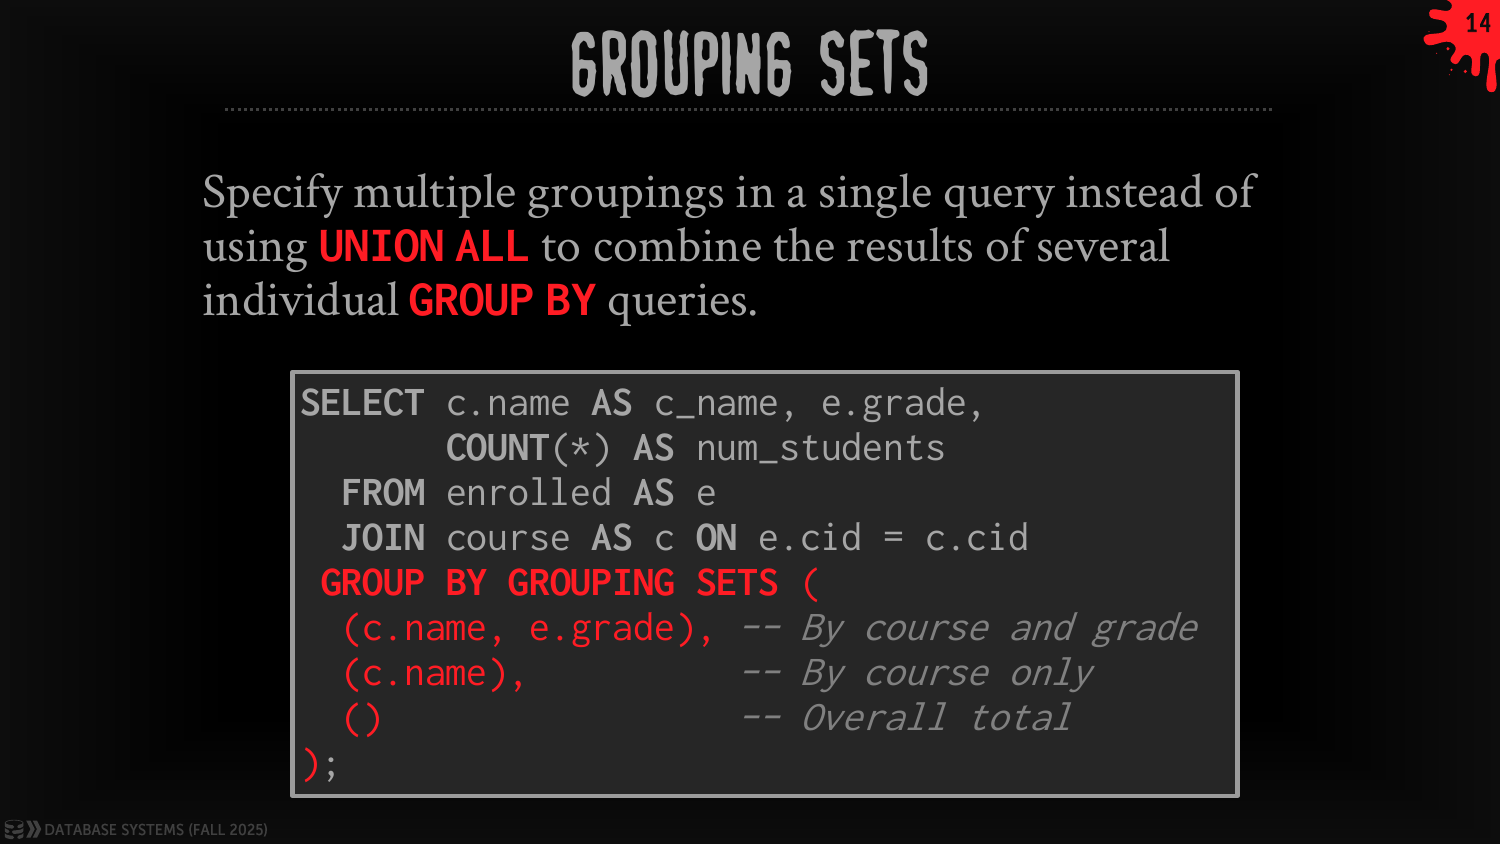 GROUPING SETS
14
Specify multiple groupings in a single query instead of
using UNION ALL to combine the results of several
individual GROUP BY queries.
SELECT c.name AS c_name, e.grade,
       COUNT(*) AS num_students
  FROM enrolled AS e
  JOIN course AS c ON e.cid = c.cid
 GROUP BY GROUPING SETS (
  (c.name, e.grade), -- By course and grade
  (c.name),          -- By course only
  ()                 -- Overall total
);
DATABASE SYSTEMS (FALL 2025)